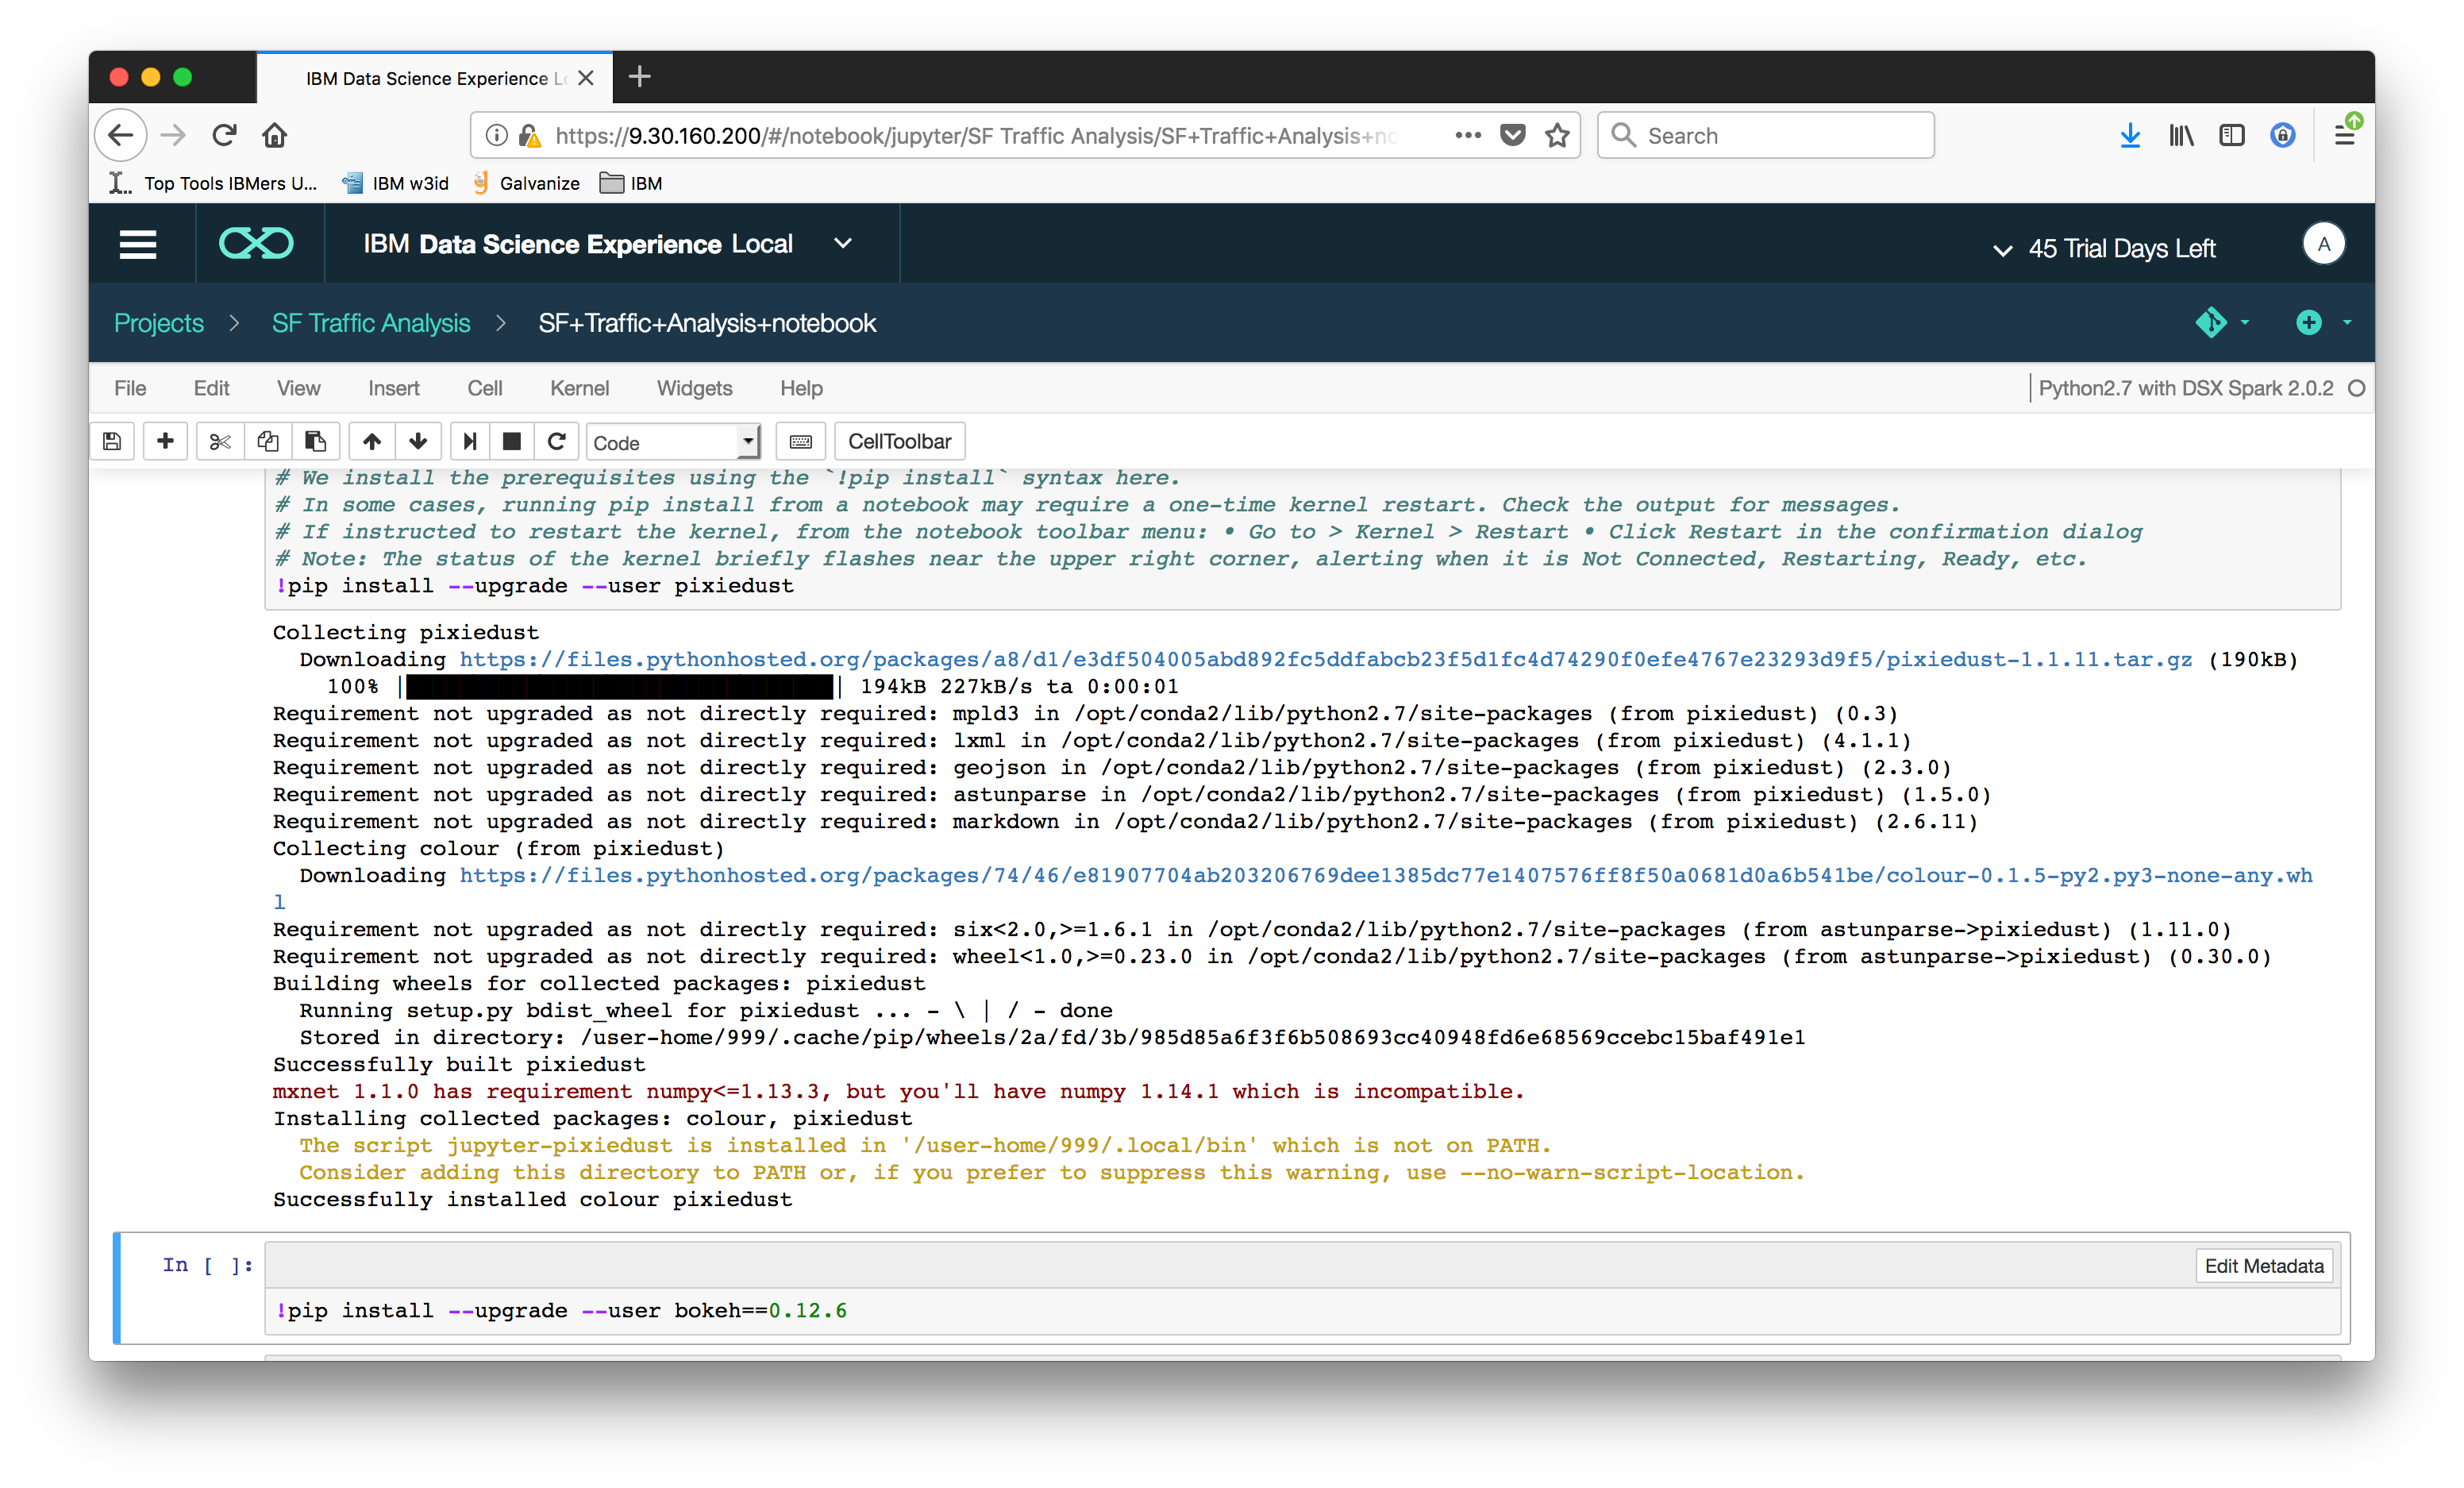 IBM Data Science Experience Lo
https://9.30.160.200/#/notebook/jupyter/SF Traffic Analysis/SF+Traffic+Analysis+no
Search
Top Tools IBMers U...
IBM w3id
Galvanize
IBM
IBM Data Science Experience Local
45 Trial Days Left
A
Projects > SF Traffic Analysis > SF+Traffic+Analysis+notebook
File Edit View Insert Cell Kernel Widgets Help
Python2.7 with DSX Spark 2.0.2
Code
CellToolbar
# We install the prerequisites using the `!pip install` syntax here.
# In some cases, running pip install from a notebook may require a one-time kernel restart. Check the output for messages.
# If instructed to restart the kernel, from the notebook toolbar menu: • Go to > Kernel > Restart • Click Restart in the confirmation dialog
# Note: The status of the kernel briefly flashes near the upper right corner, alerting when it is Not Connected, Restarting, Ready, etc.
!pip install --upgrade --user pixiedust
Collecting pixiedust
Downloading https://files.pythonhosted.org/packages/a8/d1/e3df504005abd892fc5ddfabcb23f5d1fc4d74290f0efe4767e23293d9f5/pixiedust-1.1.11.tar.gz (190kB)
100% |████████████████████████████████| 194kB 227kB/s ta 0:00:01
Requirement not upgraded as not directly required: mpld3 in /opt/conda2/lib/python2.7/site-packages (from pixiedust) (0.3)
Requirement not upgraded as not directly required: lxml in /opt/conda2/lib/python2.7/site-packages (from pixiedust) (4.1.1)
Requirement not upgraded as not directly required: geojson in /opt/conda2/lib/python2.7/site-packages (from pixiedust) (2.3.0)
Requirement not upgraded as not directly required: astunparse in /opt/conda2/lib/python2.7/site-packages (from pixiedust) (1.5.0)
Requirement not upgraded as not directly required: markdown in /opt/conda2/lib/python2.7/site-packages (from pixiedust) (2.6.11)
Collecting colour (from pixiedust)
Downloading https://files.pythonhosted.org/packages/74/46/e81907704ab203206769dee1385dc77e1407576ff8f50a0681d0a6b541be/colour-0.1.5-py2.py3-none-any.wh
l
Requirement not upgraded as not directly required: six<2.0,>=1.6.1 in /opt/conda2/lib/python2.7/site-packages (from astunparse->pixiedust) (1.11.0)
Requirement not upgraded as not directly required: wheel<1.0,>=0.23.0 in /opt/conda2/lib/python2.7/site-packages (from astunparse->pixiedust) (0.30.0)
Building wheels for collected packages: pixiedust
Running setup.py bdist_wheel for pixiedust ... - \ | / - done
Stored in directory: /user-home/999/.cache/pip/wheels/2a/fd/3b/985d85a6f3f6b508693cc40948fd6e68569ccebc15baf491e1
Successfully built pixiedust
mxnet 1.1.0 has requirement numpy<=1.13.3, but you'll have numpy 1.14.1 which is incompatible.
Installing collected packages: colour, pixiedust
The script jupyter-pixiedust is installed in '/user-home/999/.local/bin' which is not on PATH.
Consider adding this directory to PATH or, if you prefer to suppress this warning, use --no-warn-script-location.
Successfully installed colour pixiedust
In [ ]:
Edit Metadata
!pip install --upgrade --user bokeh==0.12.6